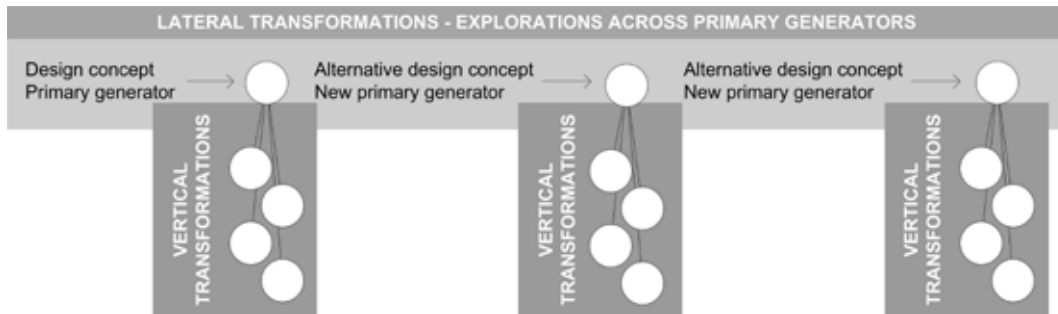 LATERAL TRANSFORMATIONS - EXPLORATIONS ACROSS PRIMARY GENERATORS
Design concept
Primary generator
Alternative design concept
New primary generator
Alternative design concept
New primary generator
VERTICAL
TRANSFORMATIONS
VERTICAL
TRANSFORMATIONS
VERTICAL
TRANSFORMATIONS